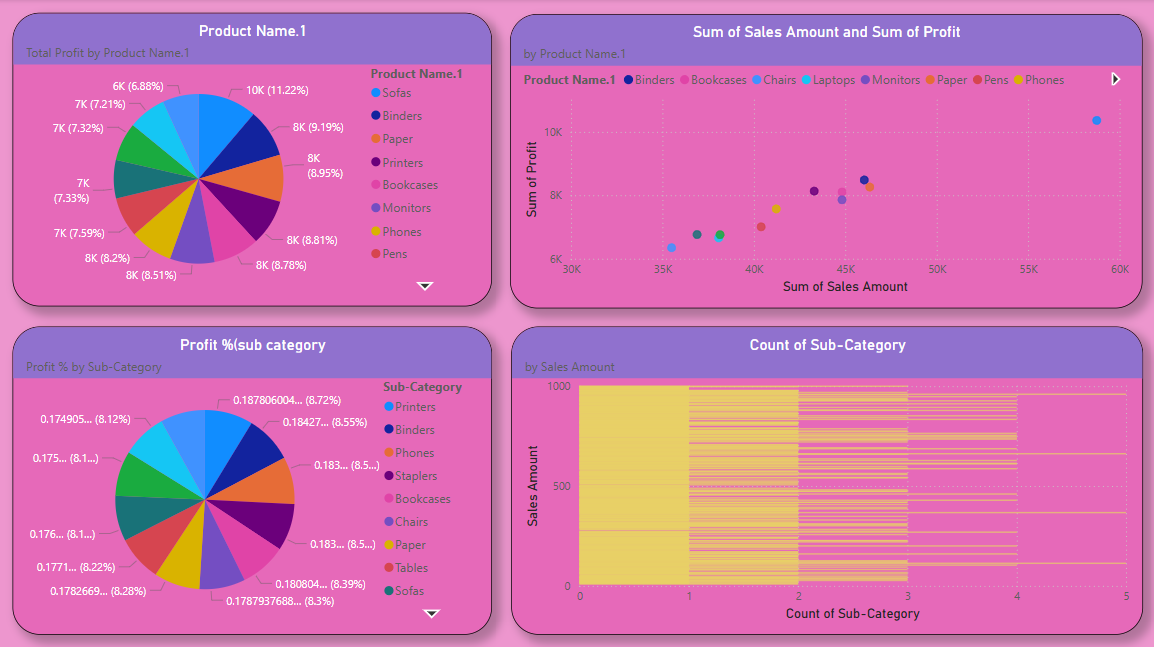 Product Name.1
Total Profit by Product Name.1
6K (6.88%)
7K (7.21%)
7K (7.32%)
7K
(7.33%)
7K (7.59%)
8K (8.2%)
8K (8.51%)
10K (11.22%)
8K (9.19%)
8K
(8.95%)
8K (8.81%)
8K (8.78%)
Product Name.1
Sofas
Binders
Paper
Printers
Bookcases
Monitors
Phones
Pens
Sum of Sales Amount and Sum of Profit
by Product Name.1
Product Name.1 Binders Bookcases Chairs Laptops Monitors Paper Pens Phones
Sum of Profit
10K
8K
6K
30K 35K 40K 45K 50K 55K 60K
Sum of Sales Amount
Profit %(sub category
Profit % by Sub-Category
0.174905... (8.12%)
0.175... (8.1...)
0.176... (8.1...)
0.1771... (8.22%)
0.1782669... (8.28%)
0.187806004... (8.72%)
0.18427... (8.55%)
0.183... (8.5...)
0.183... (8.5...)
0.180804... (8.39%)
0.1787937688... (8.3%)
Sub-Category
Printers
Binders
Phones
Staplers
Bookcases
Chairs
Paper
Tables
Sofas
Count of Sub-Category
by Sales Amount
Sales Amount
1000
500
0
0 1 2 3 4 5
Count of Sub-Category